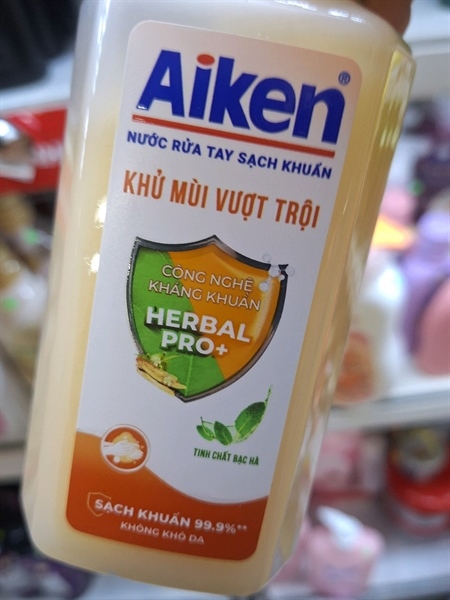 Aiken®
NƯỚC RỬA TAY SẠCH KHUẨN
KHỬ MÙI VƯỢT TRỘI
CÔNG NGHỆ
KHÁNG KHUẨN
HERBAL
PRO+
TINH CHẤT BẠC HÀ
SẠCH KHUẨN 99.9%**
KHÔNG KHÔ DA